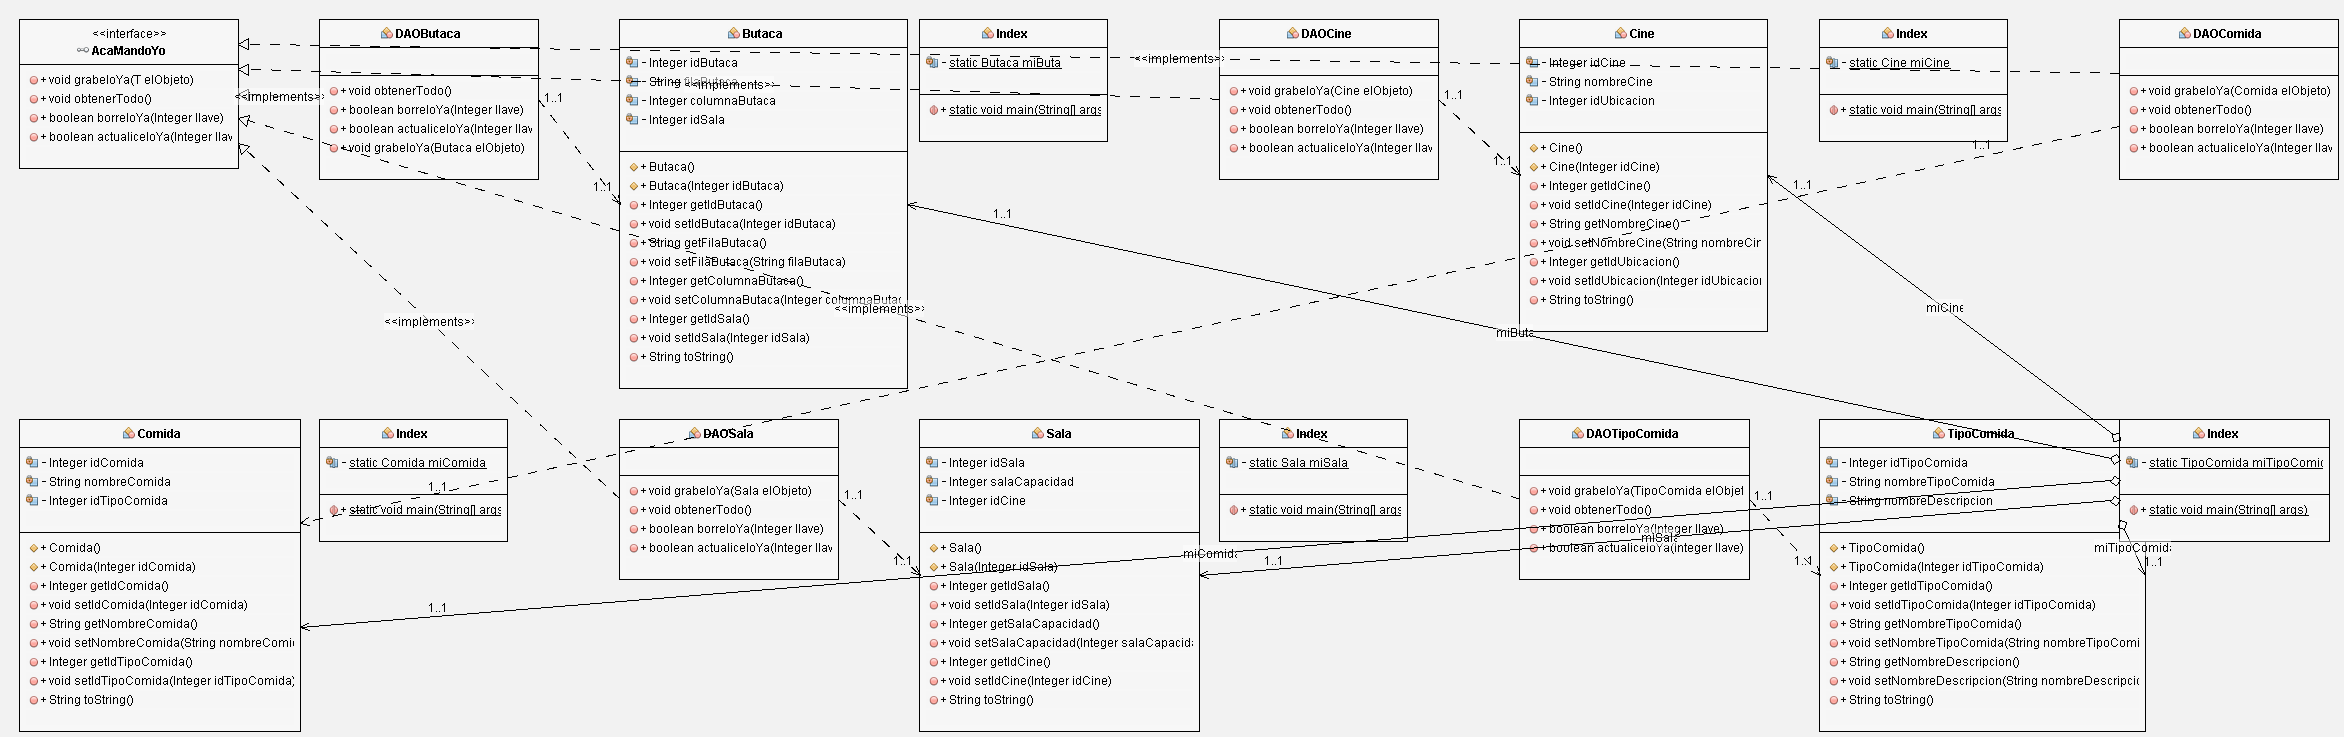 <<interface>>
AcaMandoYo
+ void grabeloYa(T elObjeto)
+ void obtenerTodo()
+ boolean borreloYa(Integer llave)
+ boolean actualiceloYa(Integer llav
DAOButaca
+ void obtenerTodo()
+ boolean borreloYa(Integer llave)
+ boolean actualiceloYa(Integer llav
+ void grabeloYa(Butaca elObjeto)
Butaca
- Integer idButaca
- String filaButaca
- Integer columnaButaca
- Integer idSala
+ Butaca()
+ Butaca(Integer idButaca)
+ Integer getIdButaca()
+ void setIdButaca(Integer idButaca)
+ String getFilaButaca()
+ void setFilaButaca(String filaButaca)
+ Integer getColumnaButaca()
+ void setColumnaButaca(Integer columnaButac
+ Integer getIdSala()
+ void setIdSala(Integer idSala)
+ String toString()
Index
- static Butaca miButa
+ static void main(String[] args
DAOCine
+ void grabeloYa(Cine elObjeto)
+ void obtenerTodo()
+ boolean borreloYa(Integer llave)
+ boolean actualiceloYa(Integer llav
Cine
- Integer idCine
- String nombreCine
- Integer idUbicacion
+ Cine()
+ Cine(Integer idCine)
+ Integer getIdCine()
+ void setIdCine(Integer idCine)
+ String getNombreCine()
+ void setNombreCine(String nombreCin
+ Integer getIdUbicacion()
+ void setIdUbicacion(Integer idUbicacion
+ String toString()
Index
- static Cine miCine
+ static void main(String[] args
DAOComida
+ void grabeloYa(Comida elObjeto)
+ void obtenerTodo()
+ boolean borreloYa(Integer llave)
+ boolean actualiceloYa(Integer llav
<<implements>
<<implements>>
<<implements>>
<<implements>>
<<implements>>
1..1
1..1
1..1
1..1
1..1
1..1
1..1
miButa
miCine
Comida
- Integer idComida
- String nombreComida
- Integer idTipoComida
+ Comida()
+ Comida(Integer idComida)
+ Integer getIdComida()
+ void setIdComida(Integer idComida)
+ String getNombreComida()
+ void setNombreComida(String nombreComi
+ Integer getIdTipoComida()
+ void setIdTipoComida(Integer idTipoComida)
+ String toString()
Index
- static Comida miComida
+ static void main(String[] args
DAOSala
+ void grabeloYa(Sala elObjeto)
+ void obtenerTodo()
+ boolean borreloYa(Integer llave)
+ boolean actualiceloYa(Integer llav
Sala
- Integer idSala
- Integer salaCapacidad
- Integer idCine
+ Sala()
+ Sala(Integer idSala)
+ Integer getIdSala()
+ void setIdSala(Integer idSala)
+ Integer getSalaCapacidad()
+ void setSalaCapacidad(Integer salaCapacida
+ Integer getIdCine()
+ void setIdCine(Integer idCine)
+ String toString()
Index
- static Sala miSala
+ static void main(String[] args
DAOTipoComida
+ void grabeloYa(TipoComida elObjet
+ void obtenerTodo()
+ boolean borreloYa(Integer llave)
+ boolean actualiceloYa(Integer llave)
TipoComida
- Integer idTipoComida
- String nombreTipoComida
- String nombreDescripcion
+ TipoComida()
+ TipoComida(Integer idTipoComida)
+ Integer getIdTipoComida()
+ void setIdTipoComida(Integer idTipoComida)
+ String getNombreTipoComida()
+ void setNombreTipoComida(String nombreTipoComi
+ String getNombreDescripcion()
+ void setNombreDescripcion(String nombreDescripcio
+ String toString()
Index
- static TipoComida miTipoComid
+ static void main(String[] args)
1..1
1..1
1..1
1..1
1..1
1..1
1..1
1..1
miComida
miSala
miTipoComida